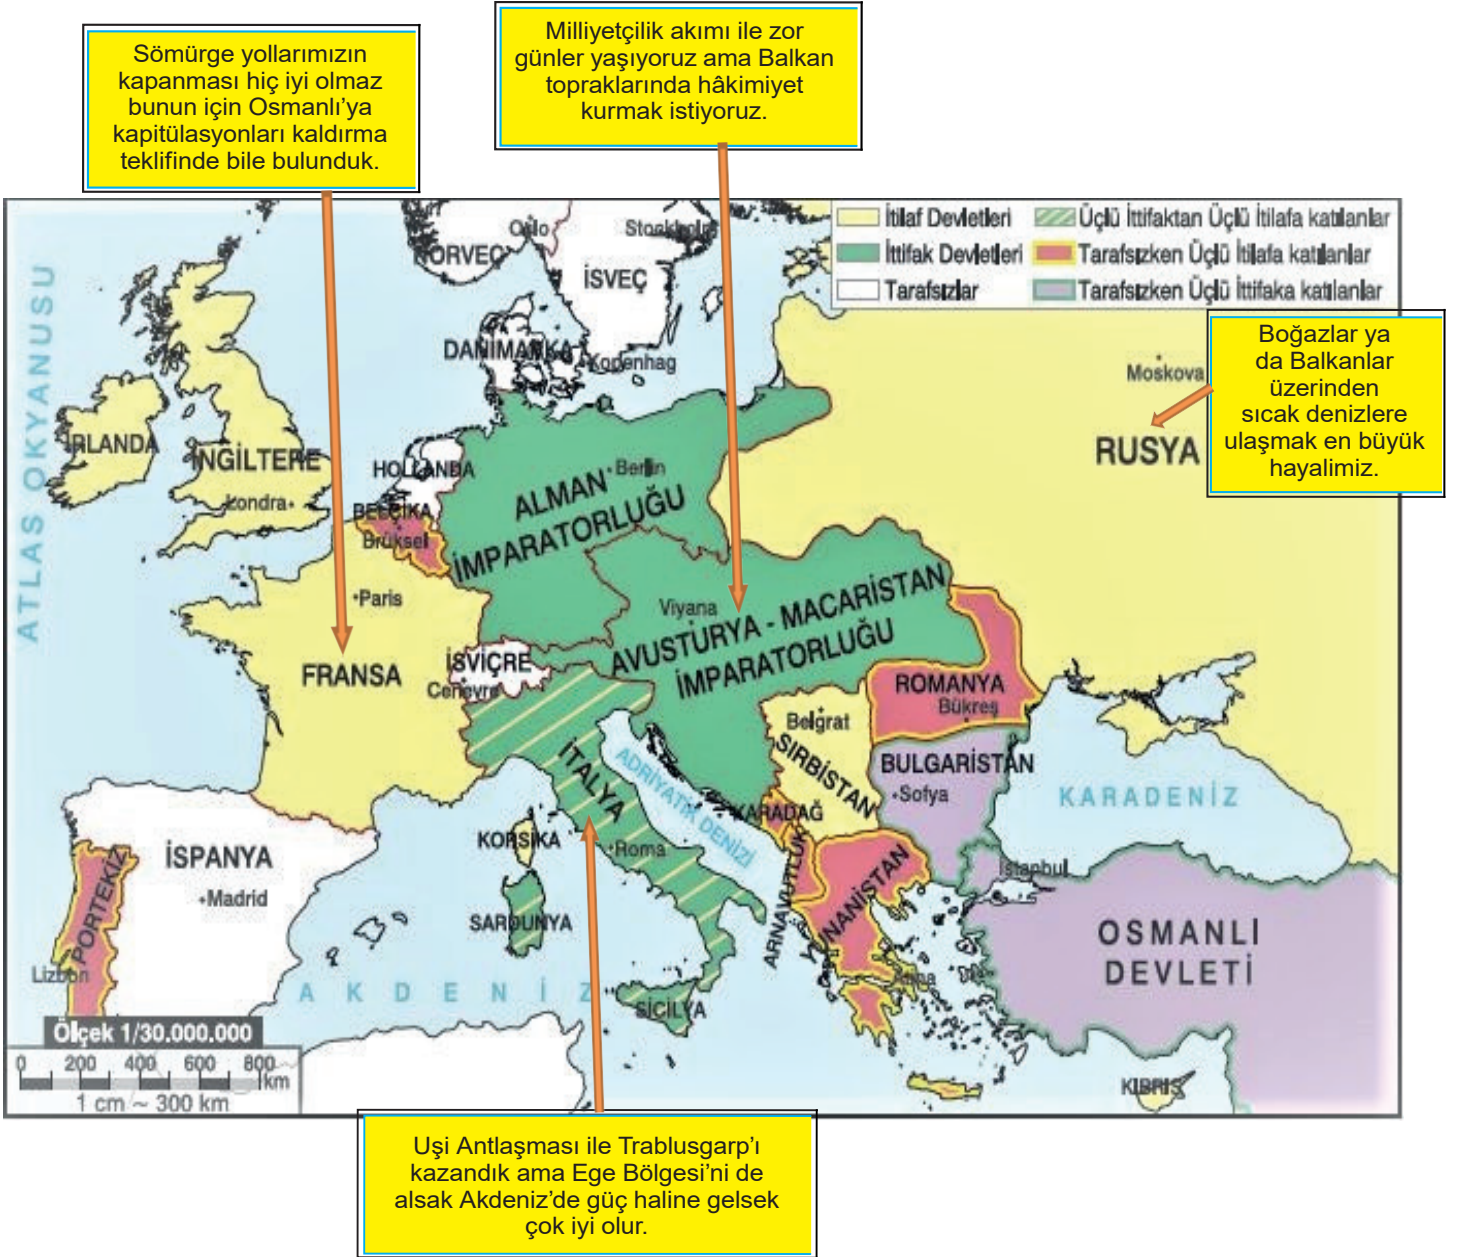 Sömürge yollarımızın
kapanması hiç iyi olmaz
bunun için Osmanlı’ya
kapitülasyonları kaldırma
teklifinde bile bulunduk.
Milliyetçilik akımı ile zor
günler yaşıyoruz ama Balkan
topraklarında hâkimiyet
kurmak istiyoruz.
İtilaf Devletleri
İttifak Devletleri
Tarafsızlar
Üçlü İttifaktan Üçlü İtilafa katılanlar
Tarafsızken Üçlü İtilafa katılanlar
Tarafsızken Üçlü İttifaka katılanlar
Boğazlar ya
da Balkanlar
üzerinden
sıcak denizlere
ulaşmak en büyük
hayalimiz.
ATLAS OKYANUSU
NORVEÇ
Oslo
Stockholm
İSVEÇ
DANİMARKA
Kopenhag
Moskova
RUSYA
İRLANDA
İNGİLTERE
Londra
HOLLANDA
BELÇİKA
Brüksel
Berlin
ALMAN
İMPARATORLUĞU
Paris
FRANSA
İSVİÇRE
Cenevre
Viyana
AVUSTURYA - MACARİSTAN
İMPARATORLUĞU
ROMANYA
Bükreş
Belgrat
SIRBİSTAN
BULGARİSTAN
Sofya
KARADENİZ
İTALYA
ADRİYATİK DENİZİ
KARADAĞ
KORSİKA
Roma
İSPANYA
Madrid
PORTEKİZ
Lizbon
SARDUNYA
ARNAVUTLUK
YUNANİSTAN
Atina
İstanbul
OSMANLI
DEVLETİ
AKDENİZ
SİCİLYA
KIBRIS
Ölçek 1/30.000.000
0 200 400 600 800 km
1 cm ~ 300 km
Uşi Antlaşması ile Trablusgarp’ı
kazandık ama Ege Bölgesi’ni de
alsak Akdeniz’de güç haline gelsek
çok iyi olur.